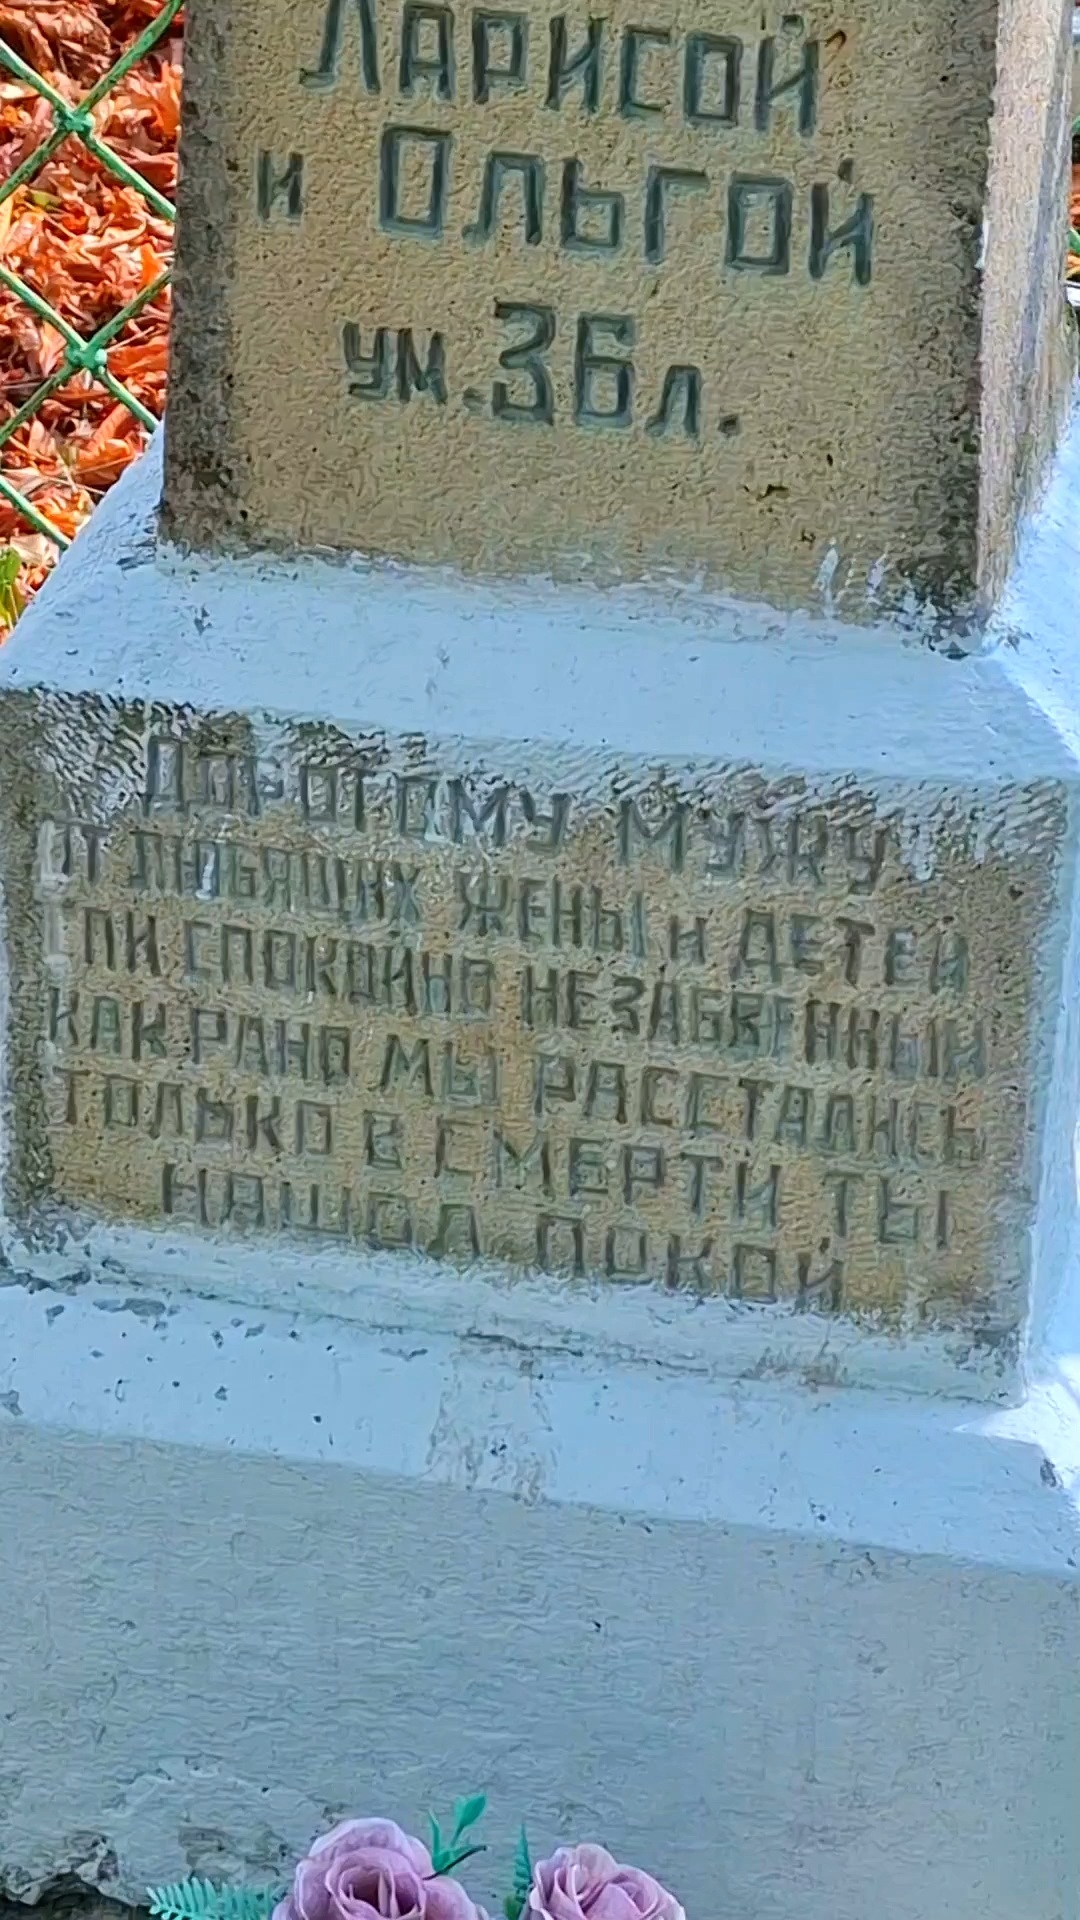 Ларисой
и Ольгой
ум. 36 л.
Дорогому мужу
от любящих жены и детей
спи спокойно незабвенный
как рано мы расстались
только в смерти ты
нашол покой